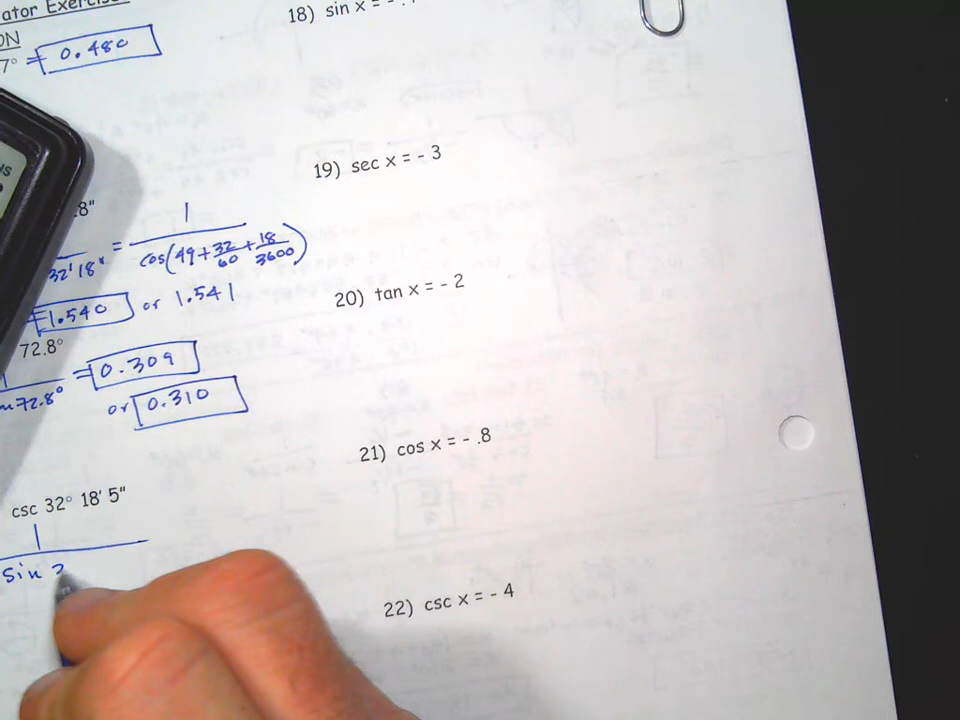 ator Exercis
ON
7° = 0.480
.8"
1
= cos(49+32/60+18/3600)
32'18"
=1.540 or 1.541
72.8°
1
72.8° = 0.309
or 0.310
csc 32° 18' 5"
1
sin 3
18) sin x = - .
19) sec x = - 3
20) tan x = - 2
21) cos x = - .8
22) csc x = - 4